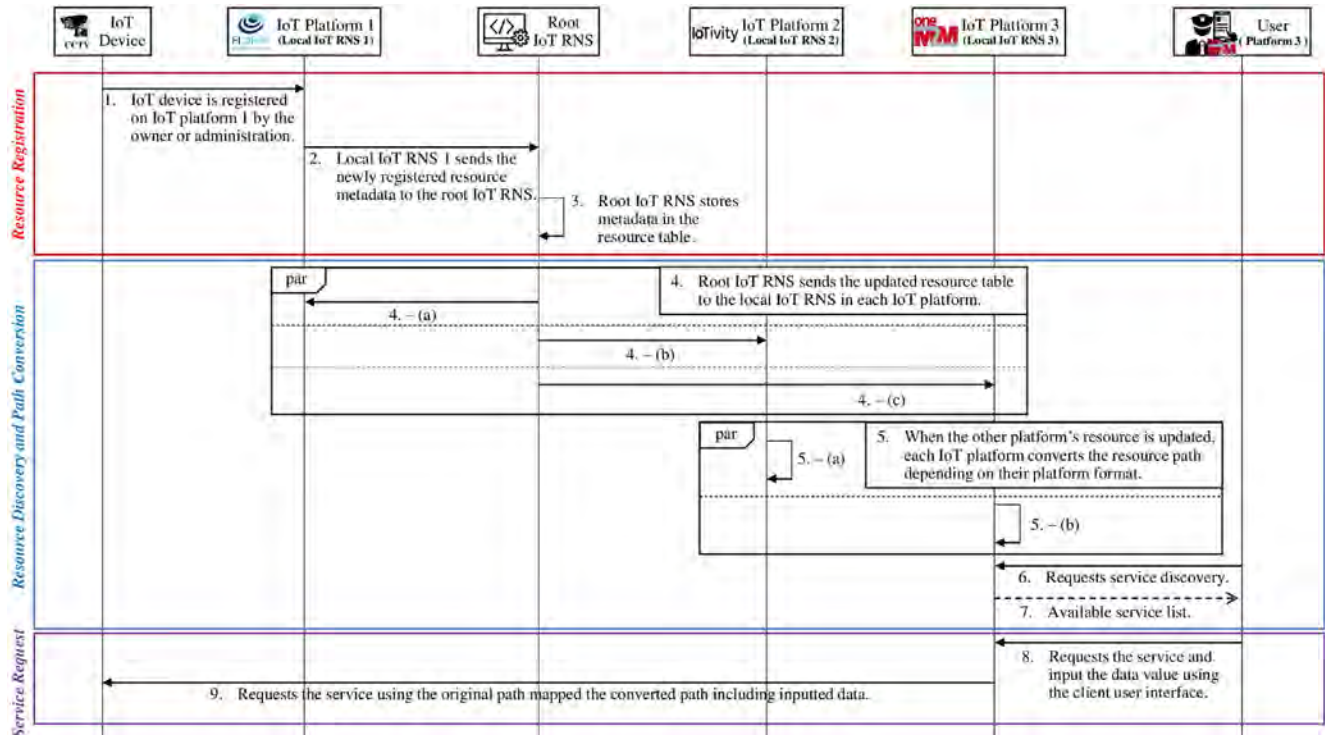 IoT
Device
CCTV
IoT Platform 1
(Local IoT RNS 1)
Root
IoT RNS
IoTivity
IoT Platform 2
(Local IoT RNS 2)
one
M2M
IoT Platform 3
(Local IoT RNS 3)
User
( Platform 3 )
Resource Registration
1. IoT device is registered
on IoT platform 1 by the
owner or administration.
2. Local IoT RNS 1 sends the
newly registered resource
metadata to the root IoT RNS.
3. Root IoT RNS stores
metadata in the
resource table.
Resource Discovery and Path Conversion
par
4. Root IoT RNS sends the updated resource table
to the local IoT RNS in each IoT platform.
4. – (a)
4. – (b)
4. – (c)
par
5. When the other platform's resource is updated,
each IoT platform converts the resource path
depending on their platform format.
5. – (a)
5. – (b)
6. Requests service discovery.
7. Available service list.
Service Request
8. Requests the service and
input the data value using
the client user interface.
9. Requests the service using the original path mapped the converted path including inputted data.